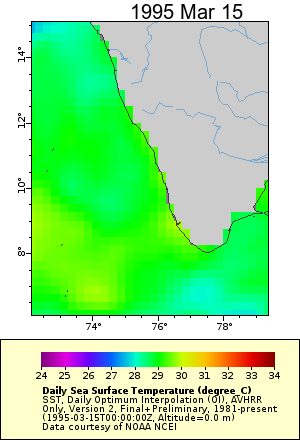 1995 Mar 15
14°
12°
10°
8°
74° 76° 78°
24 25 26 27 28 29 30 31 32 33 34
Daily Sea Surface Temperature (degree_C)
SST, Daily Optimum Interpolation (OI), AVHRR
Only, Version 2, Final+Preliminary, 1981-present
(1995-03-15T00:00:00Z, Altitude=0.0 m)
Data courtesy of NOAA NCEI